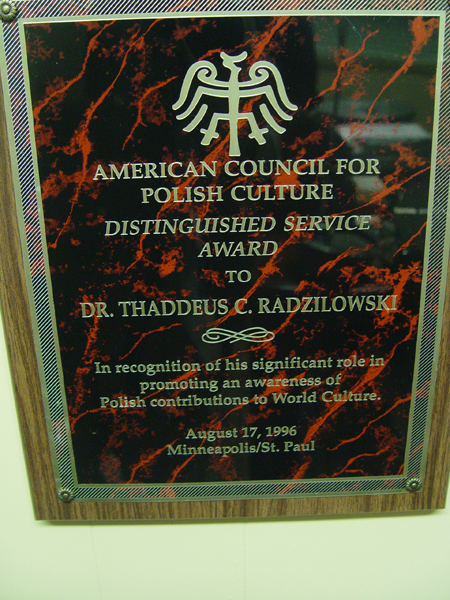 AMERICAN COUNCIL FOR
POLISH CULTURE
DISTINGUISHED SERVICE
AWARD
TO
DR. THADDEUS C. RADZILOWSKI
In recognition of his significant role in
promoting an awareness of
Polish contributions to World Culture.
August 17, 1996
Minneapolis/St. Paul